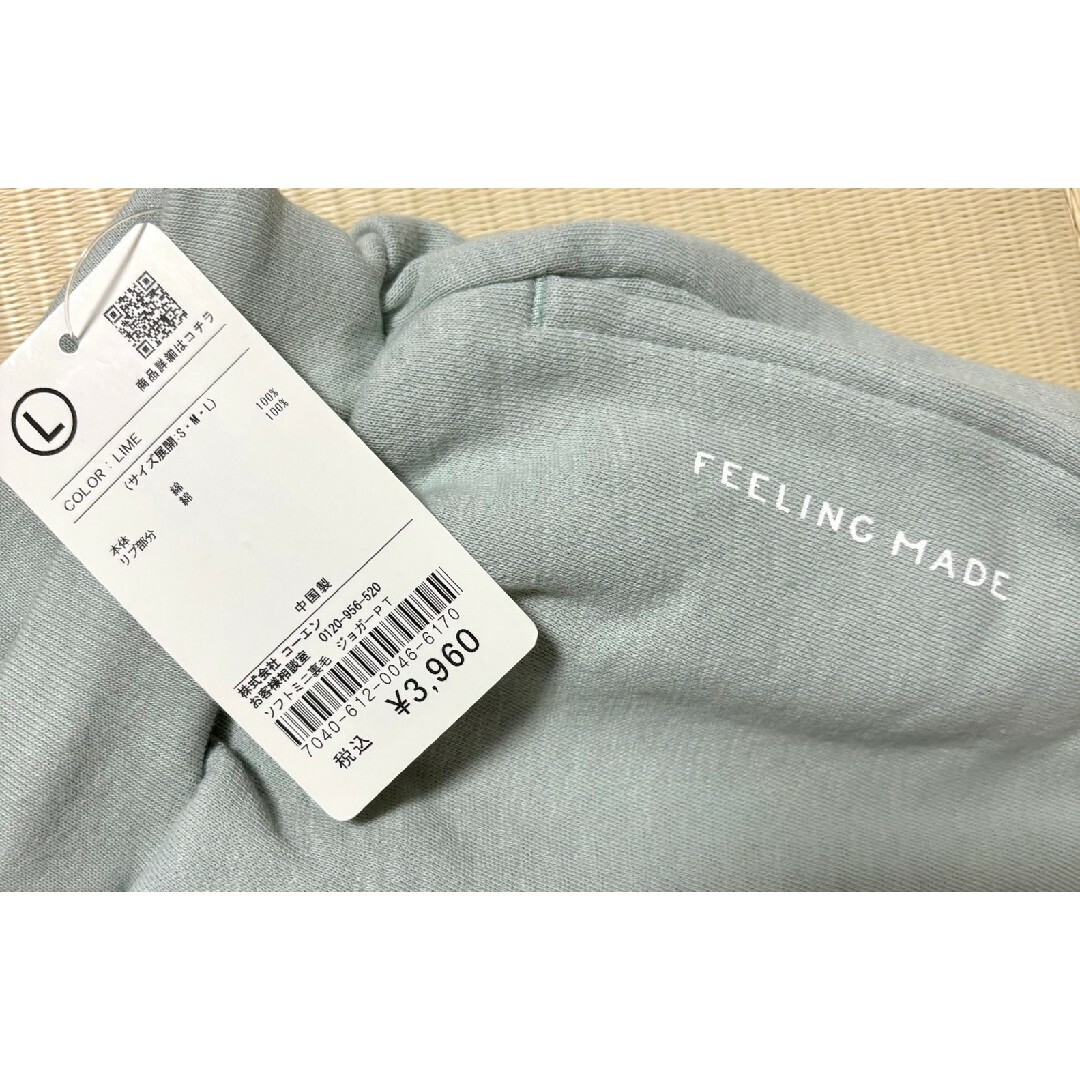 商品詳細はコチラ
L
COLOR：LIME
(サイズ展開:S・M・L)
本体 綿 100%
リブ部分 綿 100%
中国製
株式会社 コーエン
お客様相談室 0120-956-520
ソフトミニ裏毛 ジョガーPT
7040-612-0046-6170
税込 ¥3,960
FEELING MADE